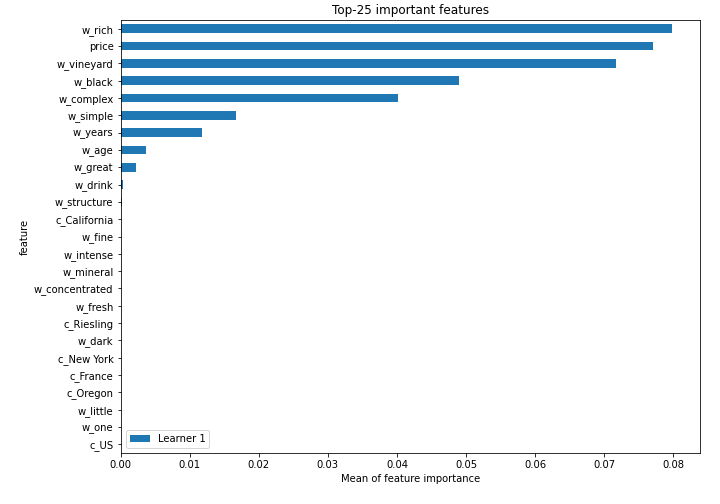 Top-25 important features
w_rich
price
w_vineyard
w_black
w_complex
w_simple
w_years
w_age
w_great
w_drink
w_structure
c_California
w_fine
w_intense
w_mineral
w_concentrated
w_fresh
c_Riesling
w_dark
c_New York
c_France
c_Oregon
w_little
w_one
c_US
feature
Learner 1
0.00 0.01 0.02 0.03 0.04 0.05 0.06 0.07 0.08
Mean of feature importance